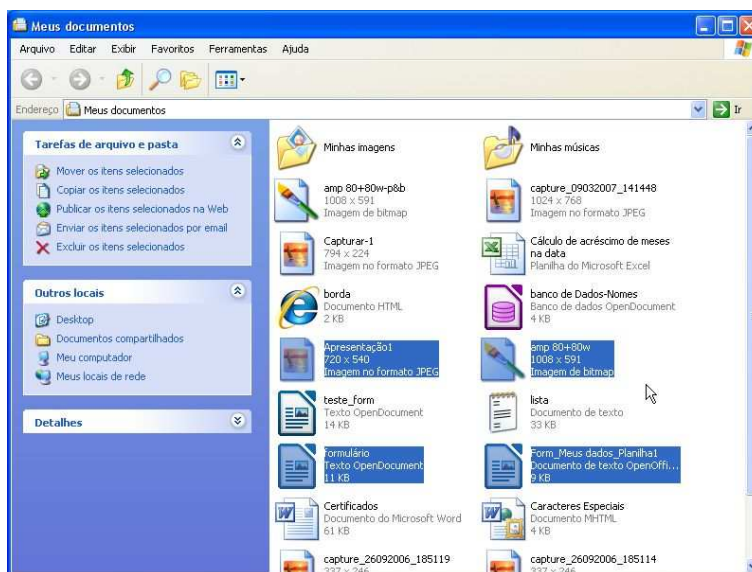 Meus documentos
Arquivo Editar Exibir Favoritos Ferramentas Ajuda
Endereço Meus documentos Ir
Tarefas de arquivo e pasta
Mover os itens selecionados
Copiar os itens selecionados
Publicar os itens selecionados na Web
Enviar os itens selecionados por email
Excluir os itens selecionados
Outros locais
Desktop
Documentos compartilhados
Meu computador
Meus locais de rede
Detalhes
Minhas imagens
Minhas músicas
amp 80+80w-p&b
1008 x 591
Imagem de bitmap
capture_09032007_141448
1024 x 768
Imagem no formato JPEG
Capturar-1
794 x 224
Imagem no formato JPEG
Cálculo de acréscimo de meses
na data
Planilha do Microsoft Excel
borda
Documento HTML
2 KB
banco de Dados-Nomes
Banco de dados OpenDocument
4 KB
Apresentação1
720 x 540
Imagem no formato JPEG
amp 80+80w
1008 x 591
Imagem de bitmap
teste_form
Texto OpenDocument
14 KB
lista
Documento de texto
33 KB
formulário
Texto OpenDocument
11 KB
Form_Meus dados_Planilha1
Documento de texto OpenOffi...
9 KB
Certificados
Documento do Microsoft Word
61 KB
Caracteres Especiais
Documento MHTML
4 KB
capture_26092006_185119
337 x 246
capture_26092006_185114
337 x 246